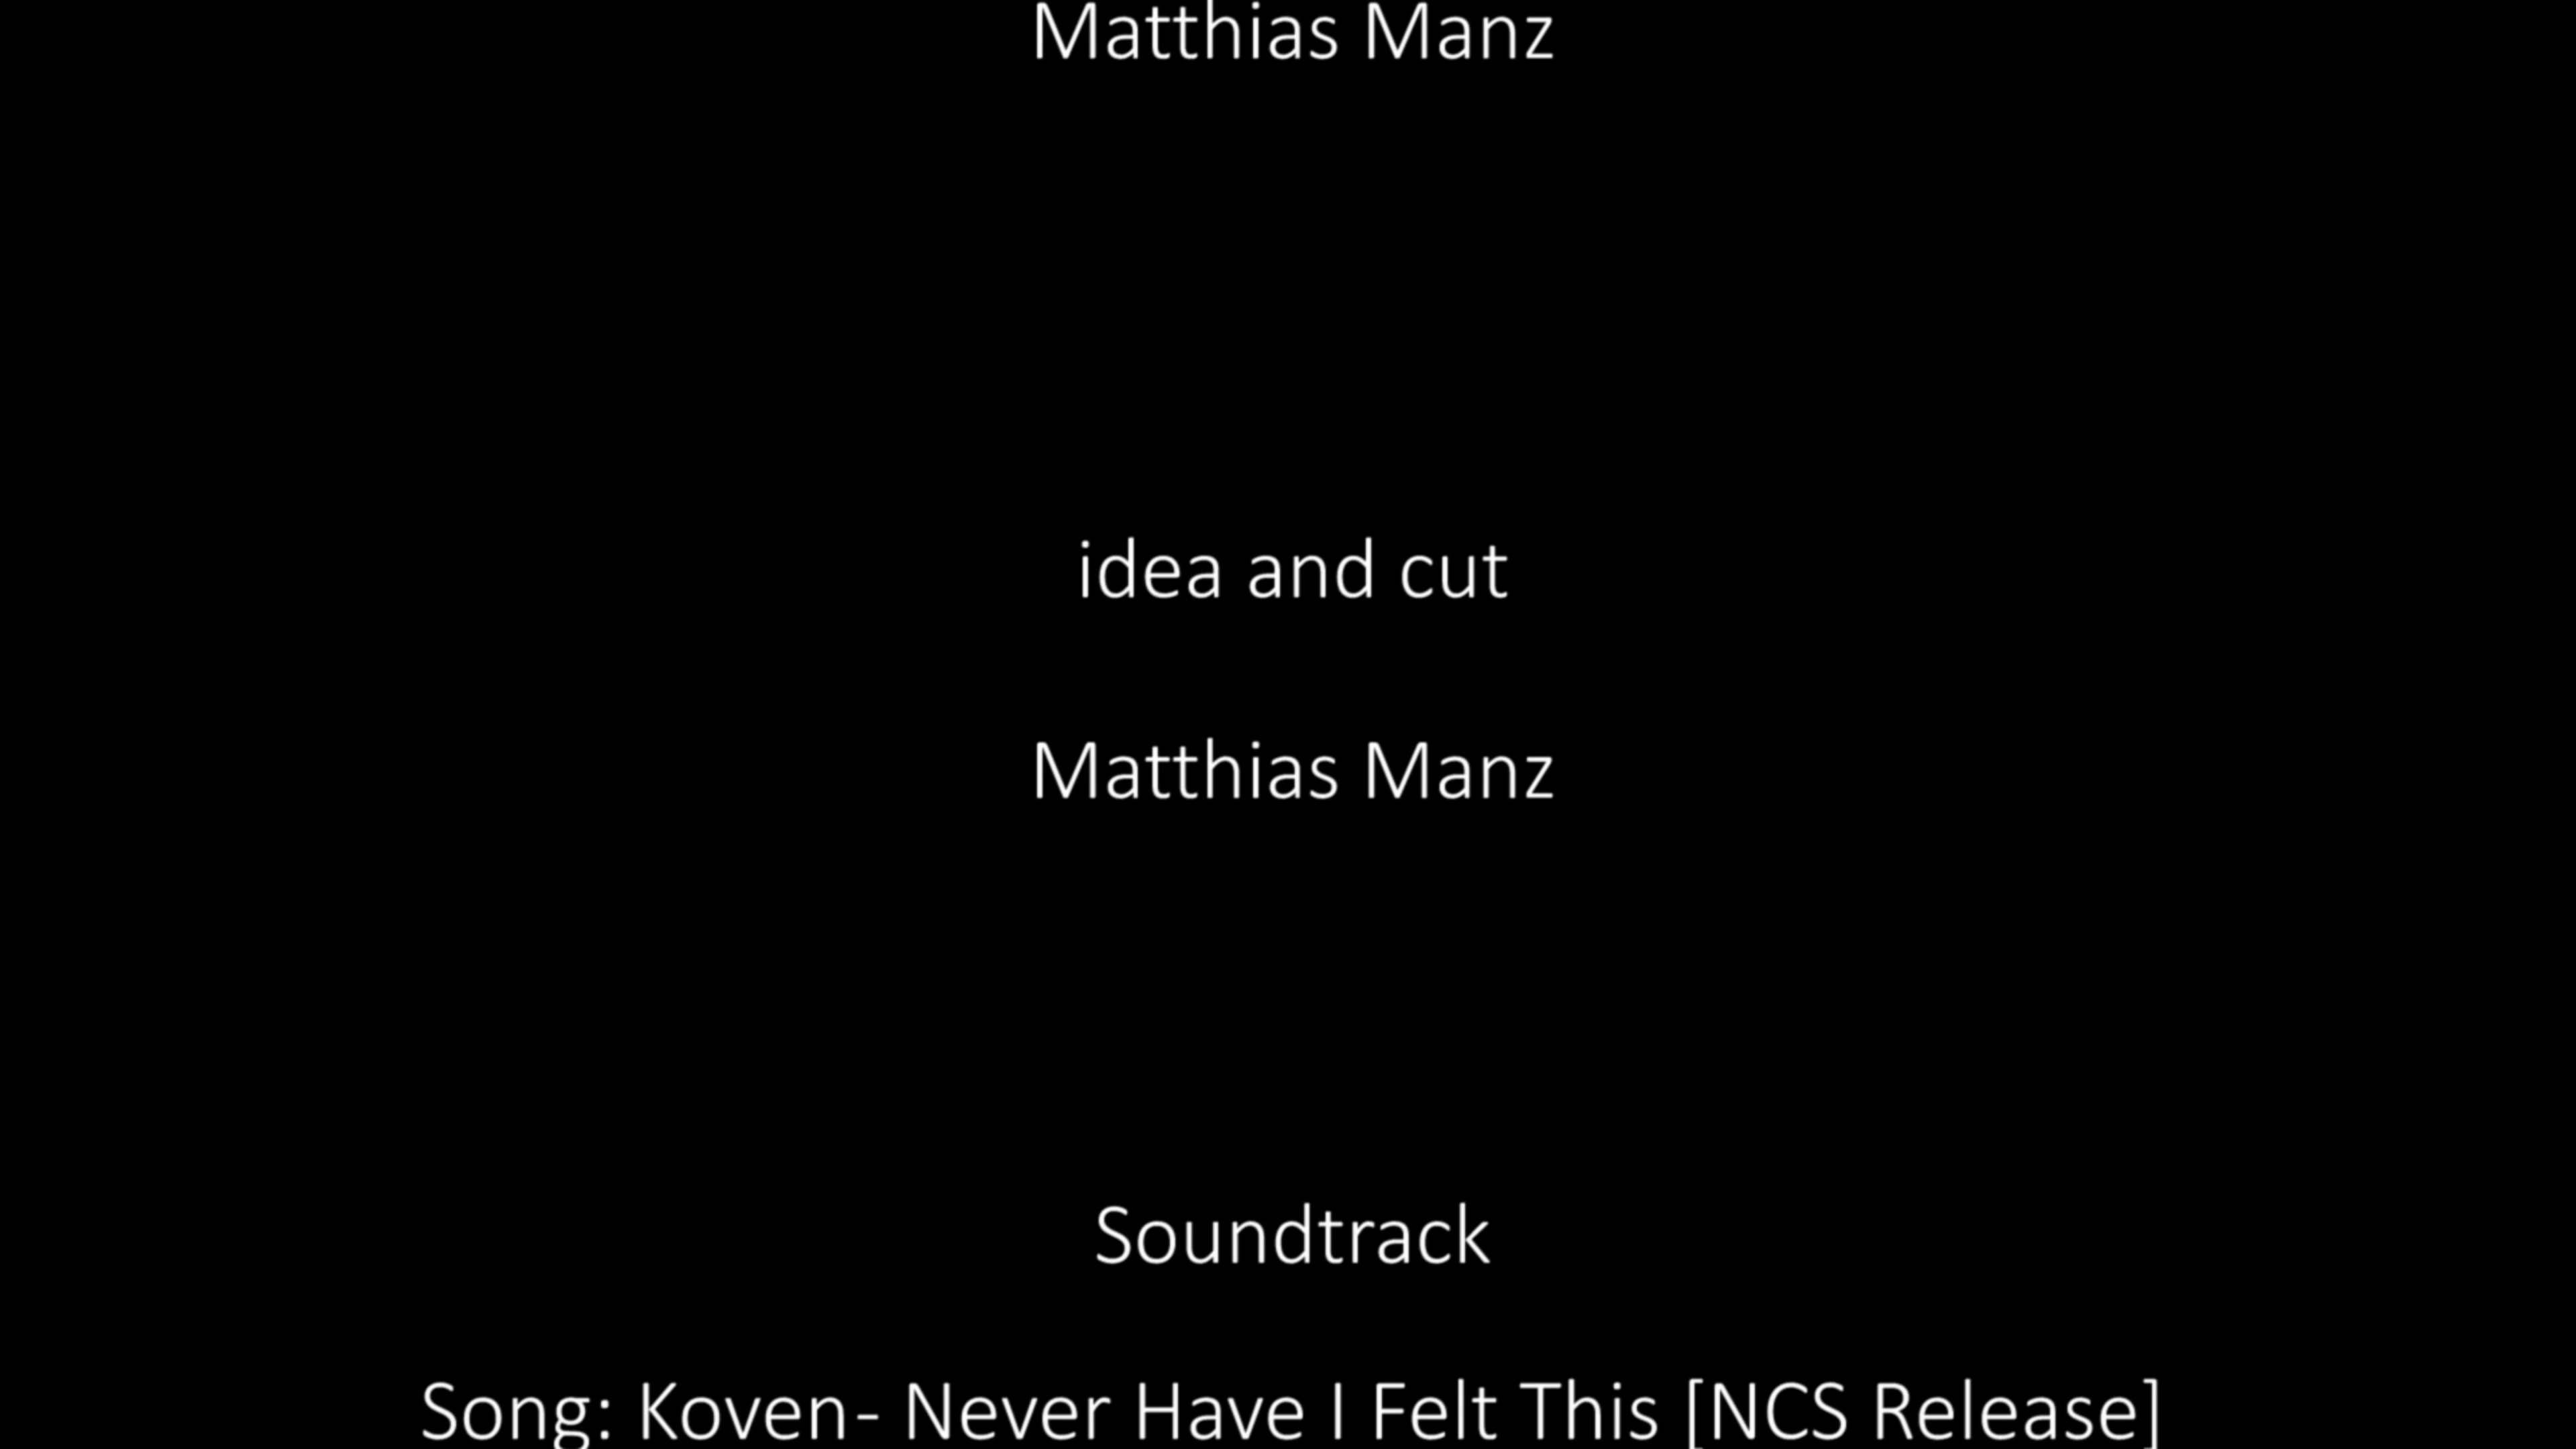 Matthias Manz
idea and cut
Matthias Manz
Soundtrack
Song: Koven - Never Have I Felt This [NCS Release]